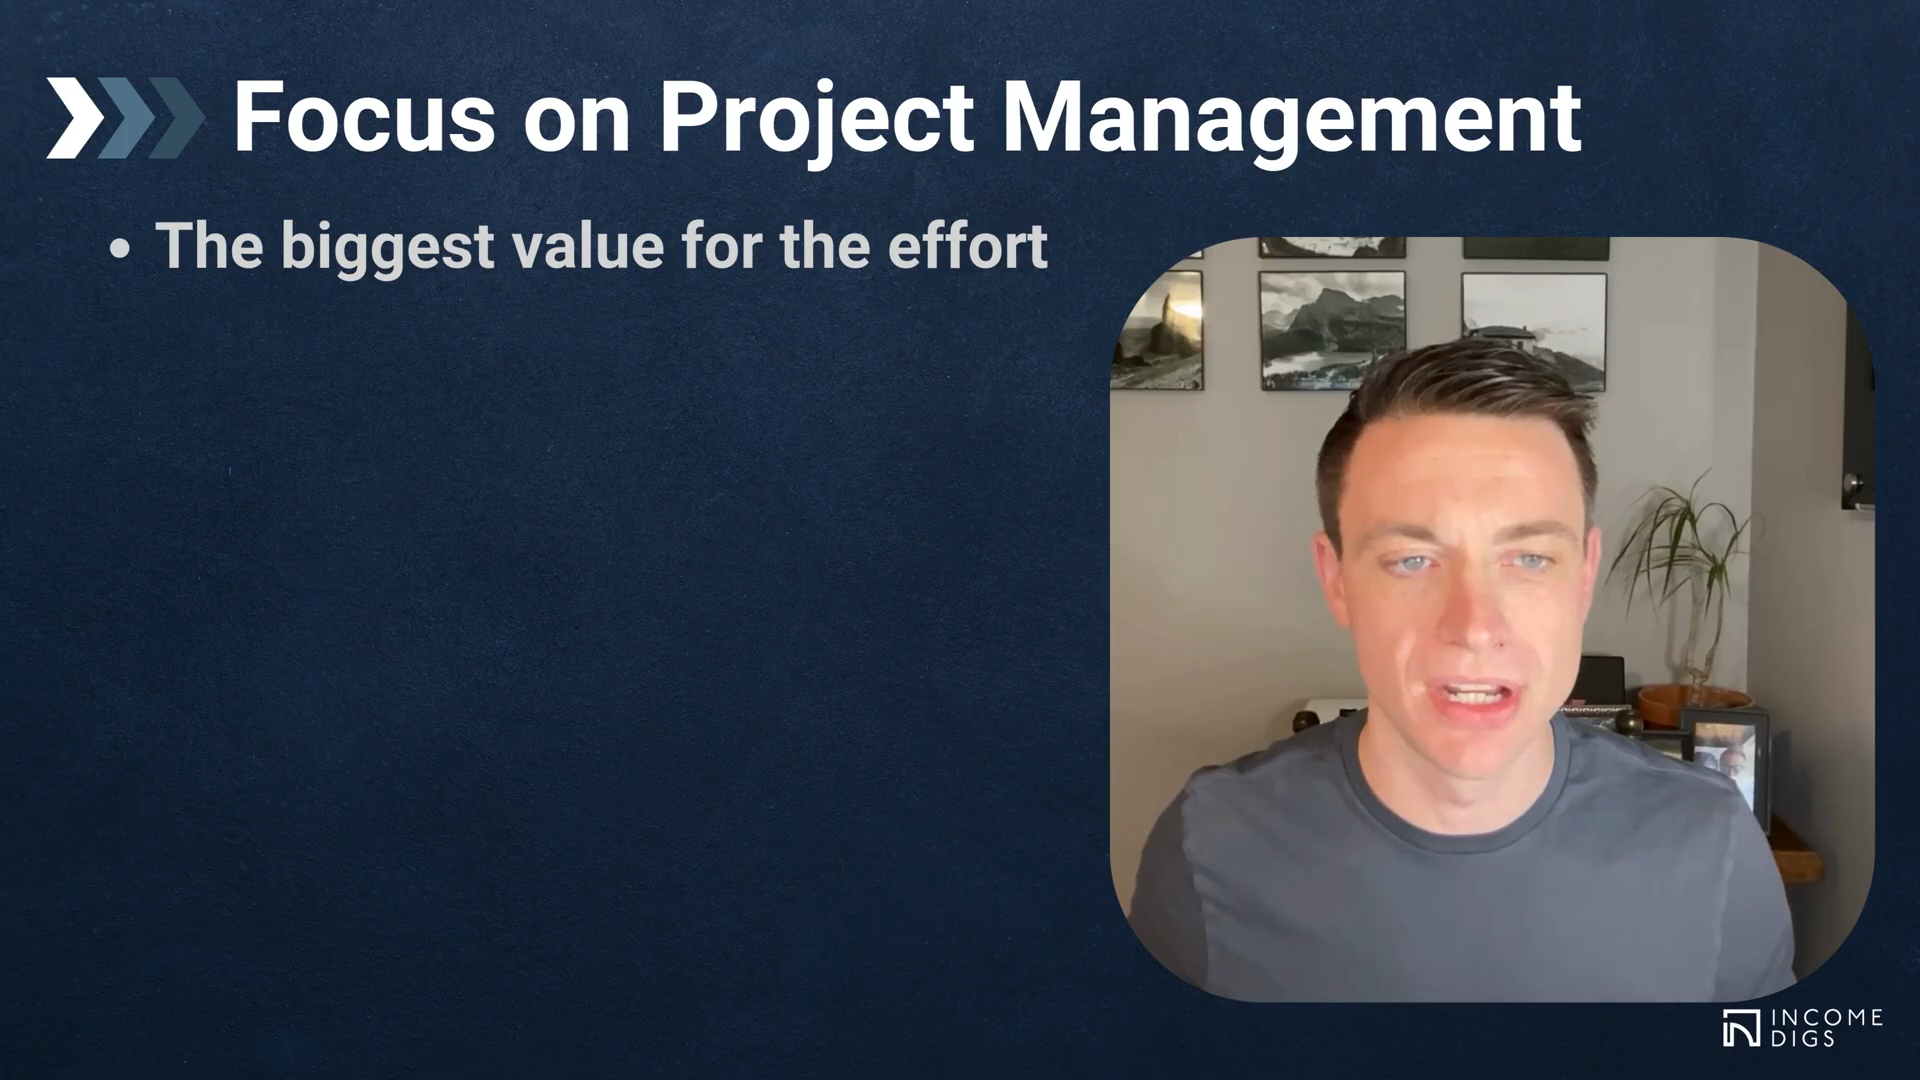 Focus on Project Management
• The biggest value for the effort
INCOME
DIGS